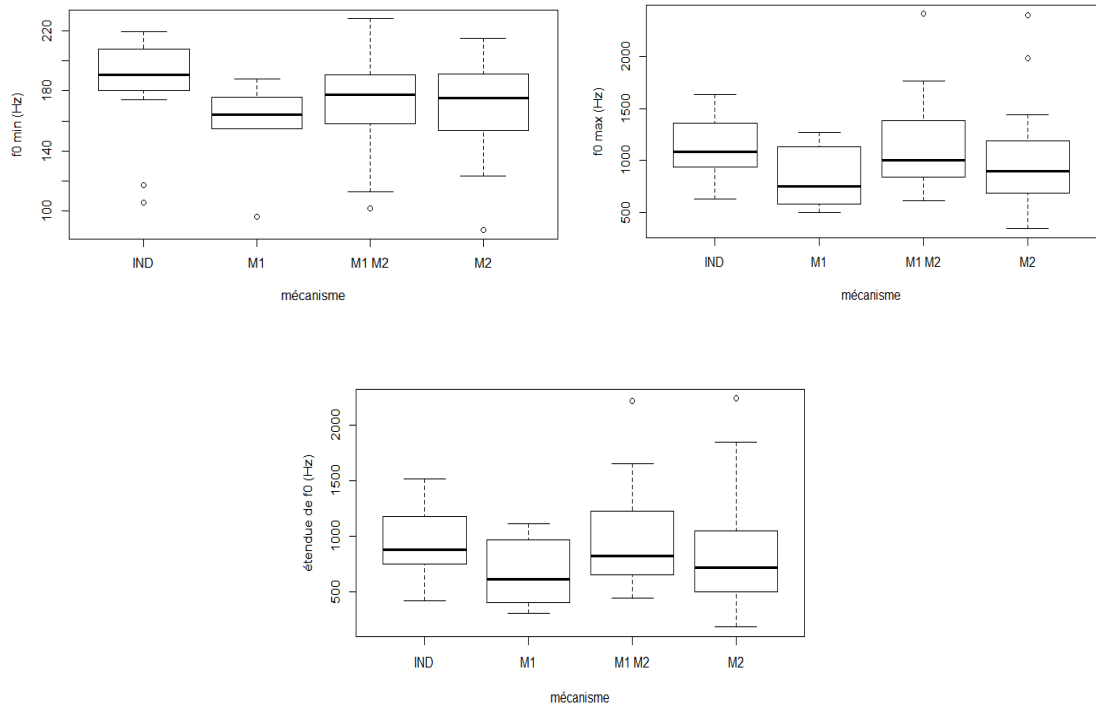 f0 min (Hz)
220
180
140
100
IND M1 M1 M2 M2
mécanisme
f0 max (Hz)
2000
1500
1000
500
IND M1 M1 M2 M2
mécanisme
étendue de f0 (Hz)
2000
1500
1000
500
IND M1 M1 M2 M2
mécanisme